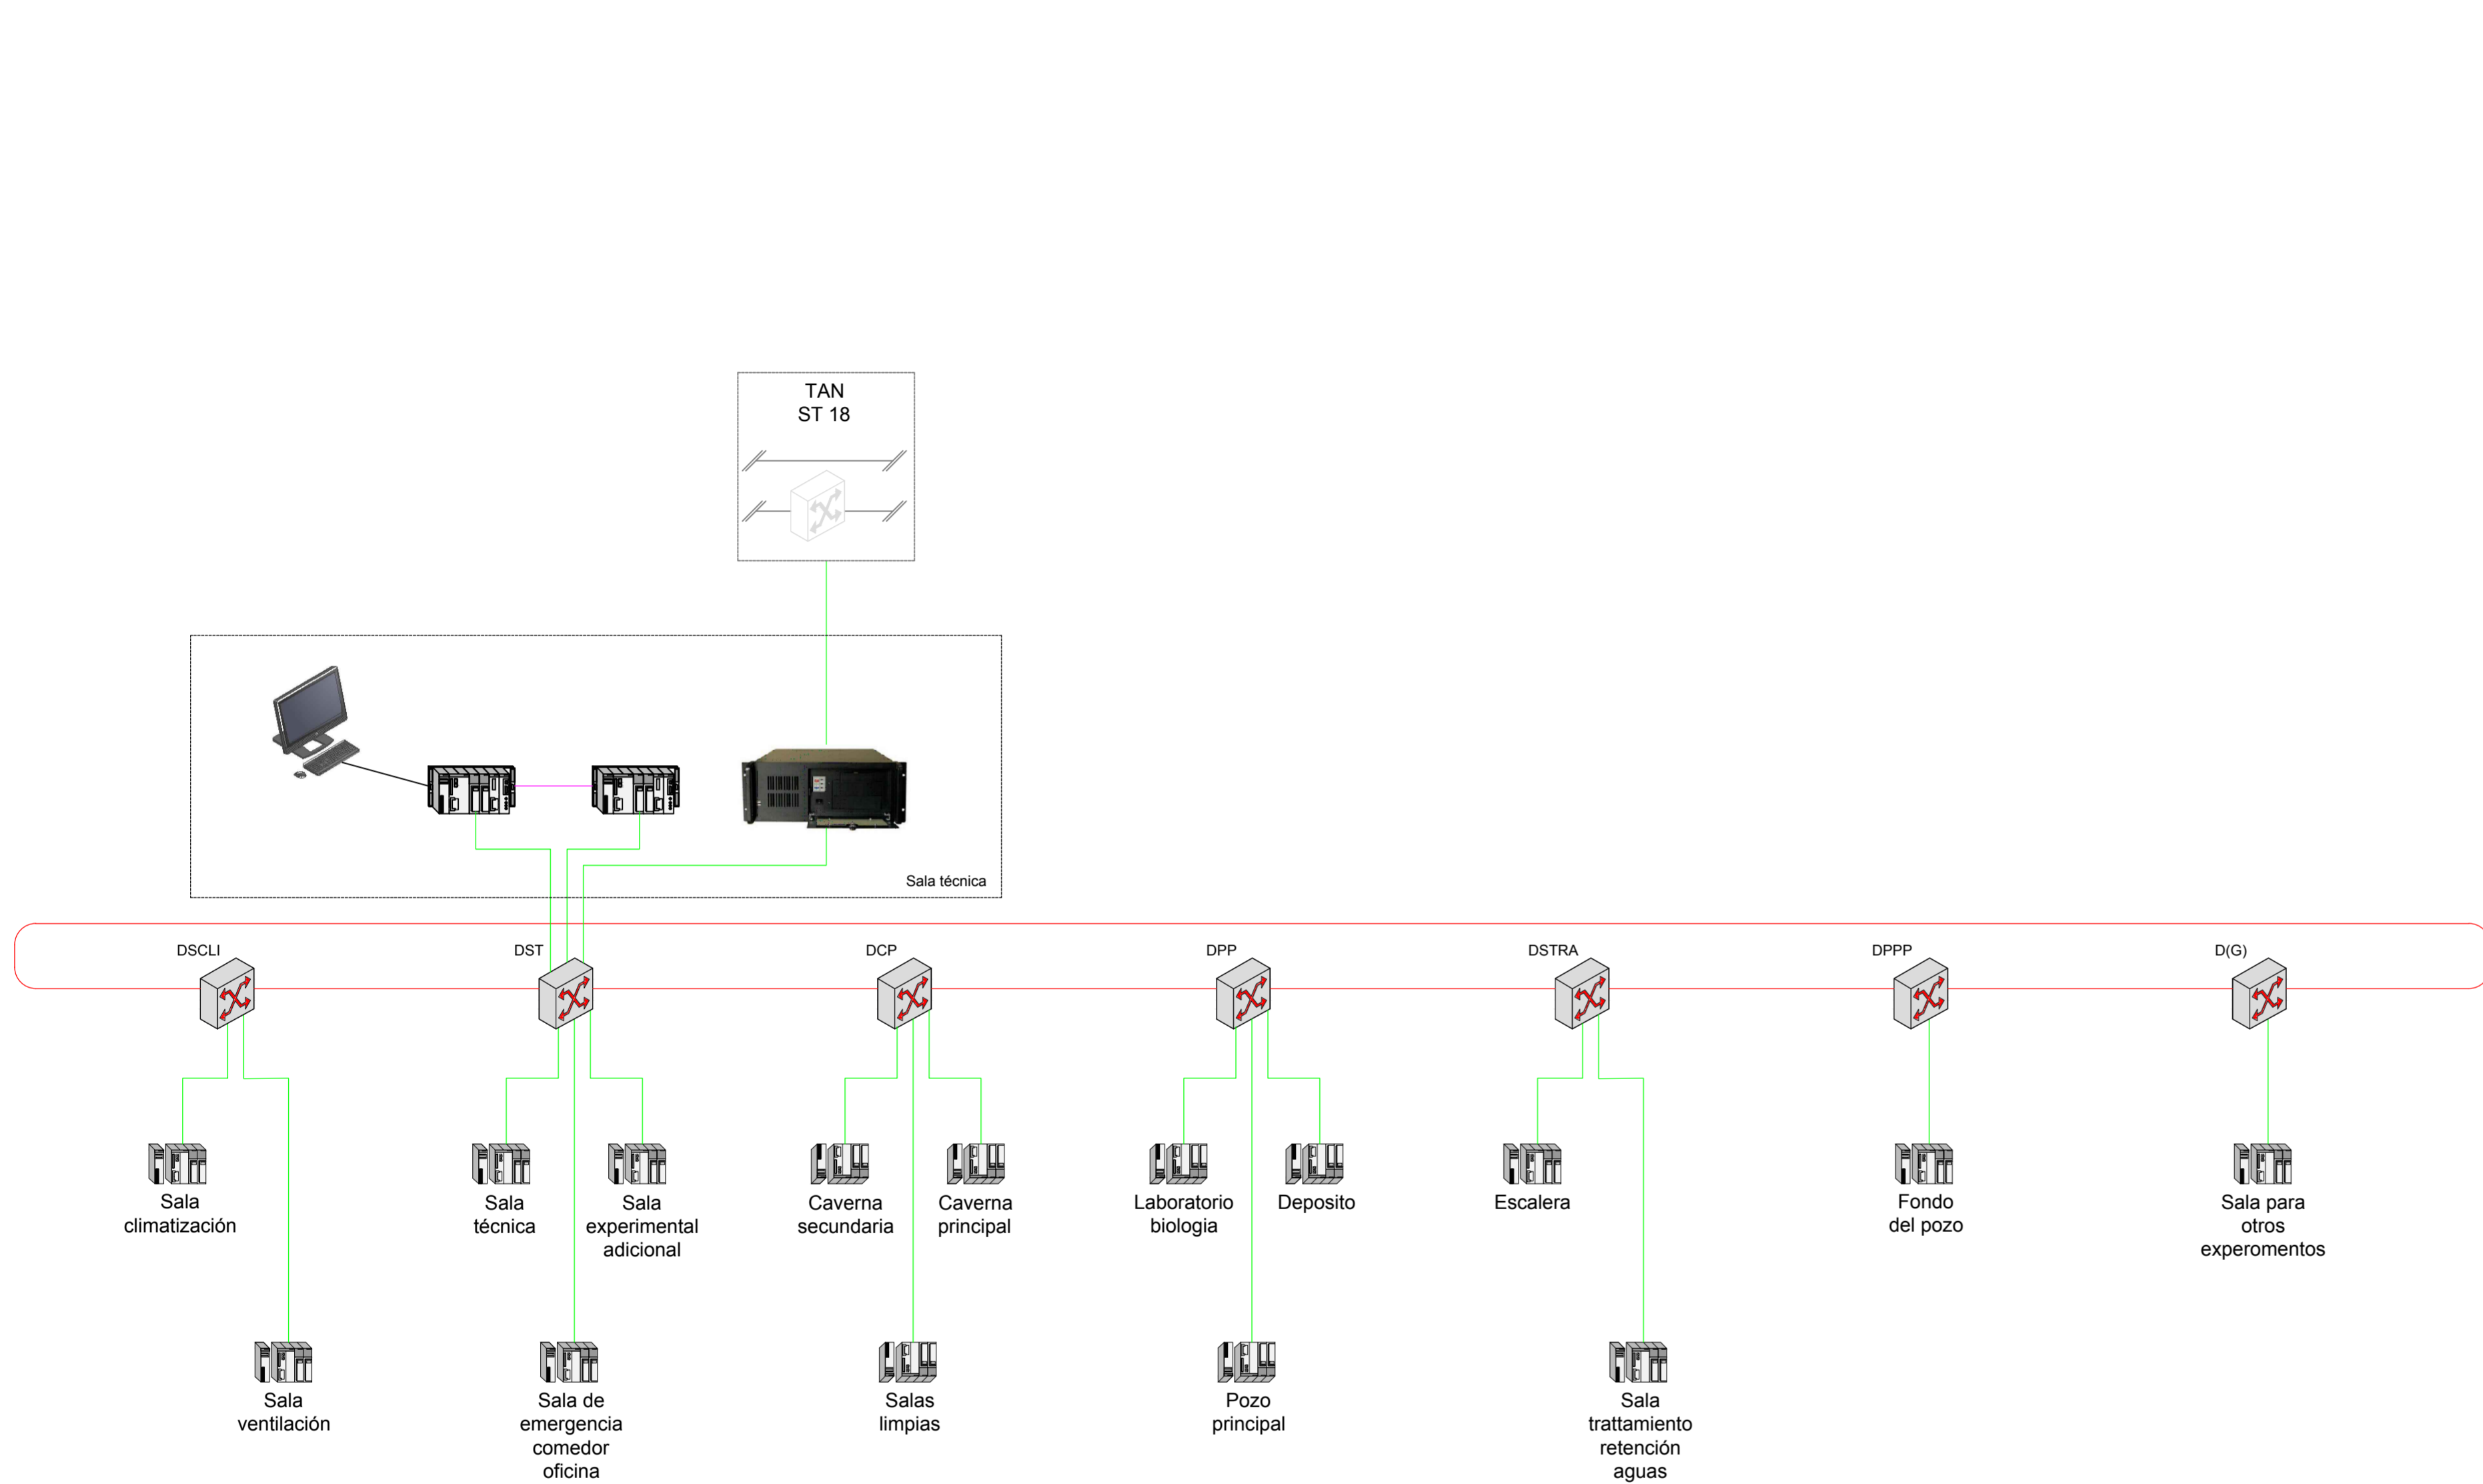 TAN
ST 18
Sala técnica
DSCLI
DST
DCP
DPP
DSTRA
DPPP
D(G)
Sala
climatización
Sala
técnica
Sala
experimental
adicional
Caverna
secundaria
Caverna
principal
Laboratorio
biologia
Deposito
Escalera
Fondo
del pozo
Sala para
otros
experomentos
Sala
ventilación
Sala de
emergencia
comedor
oficina
Salas
limpias
Pozo
principal
Sala
trattamiento
retención
aguas